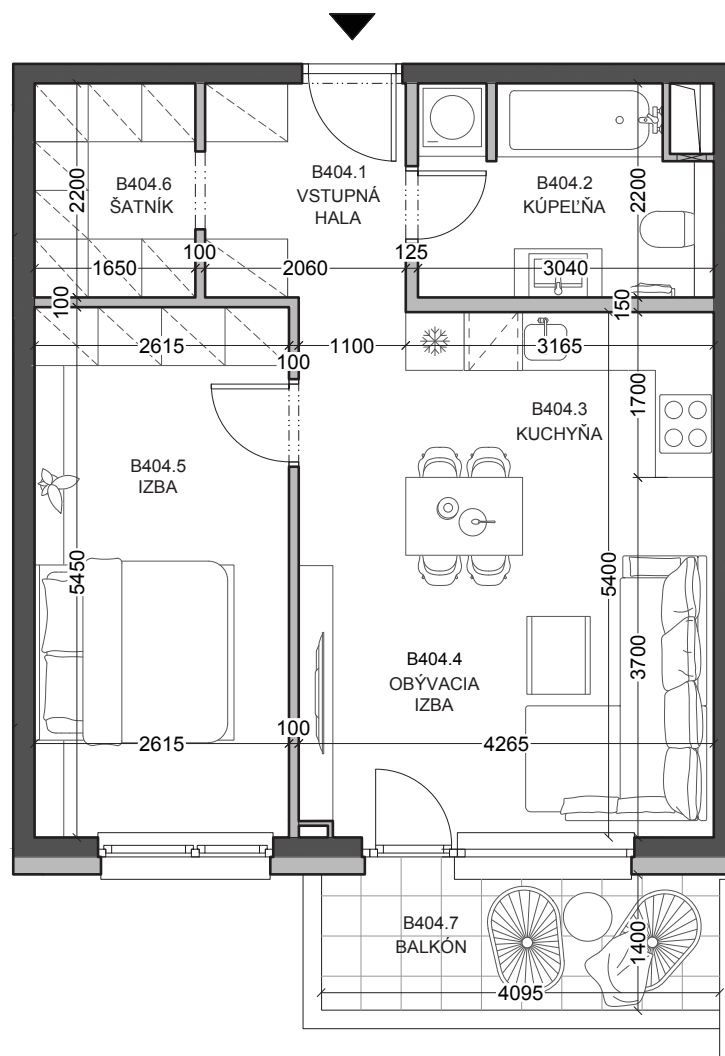 B404.1
VSTUPNÁ
HALA
B404.6
ŠATNÍK
B404.2
KÚPEĽŇA
2200
2200
100
125
1650
2060
3040
100
150
2615
100
1100
3165
B404.3
KUCHYŇA
1700
B404.5
IZBA
5450
5400
3700
B404.4
OBÝVACIA
IZBA
100
2615
4265
B404.7
BALKÓN
1400
4095